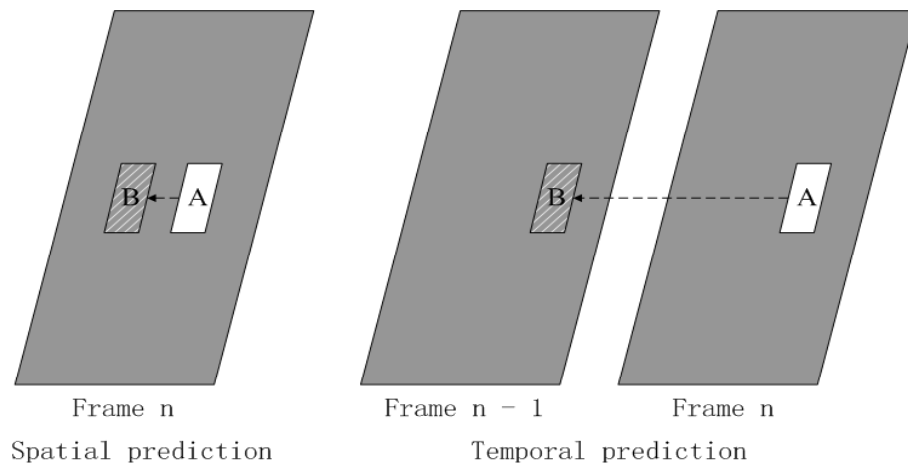 B A
B A
Frame n
Frame n - 1
Frame n
Spatial prediction
Temporal prediction